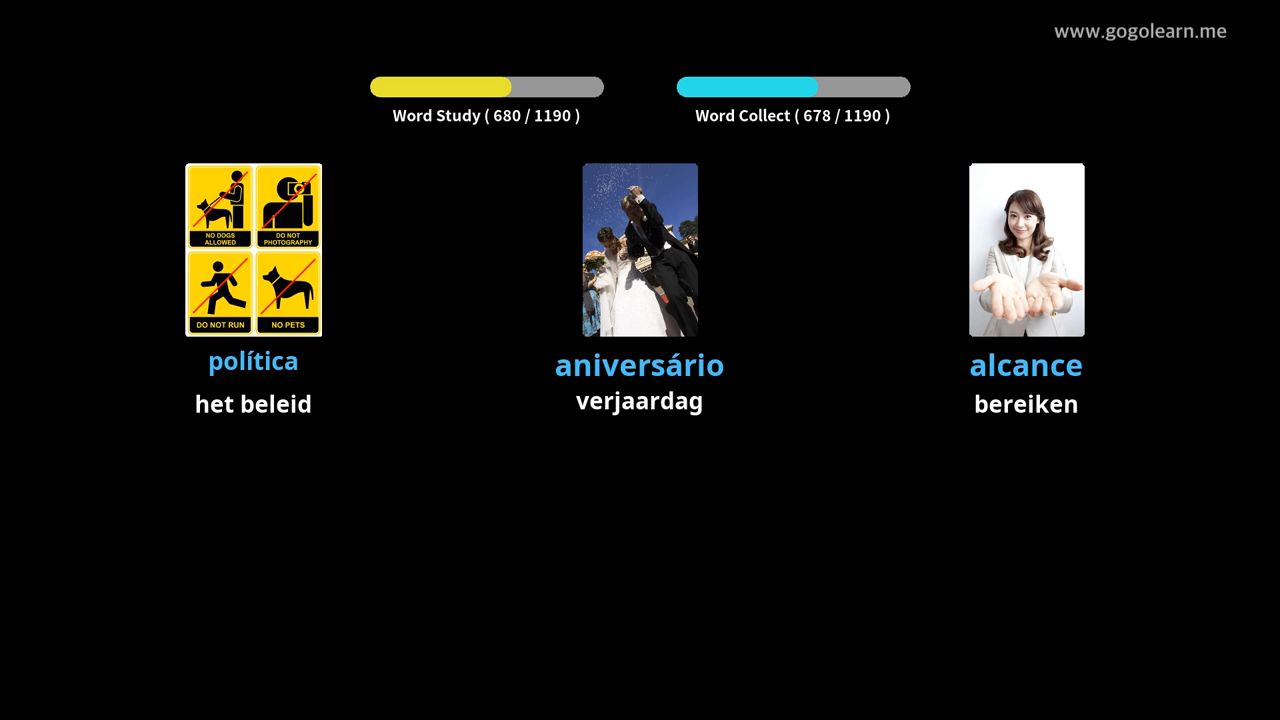 www.gogolearn.me
Word Study ( 680 / 1190 )
Word Collect ( 678 / 1190 )
NO DOGS
ALLOWED
DO NOT
PHOTOGRAPHY
DO NOT RUN
NO PETS
política
aniversário
alcance
het beleid
verjaardag
bereiken